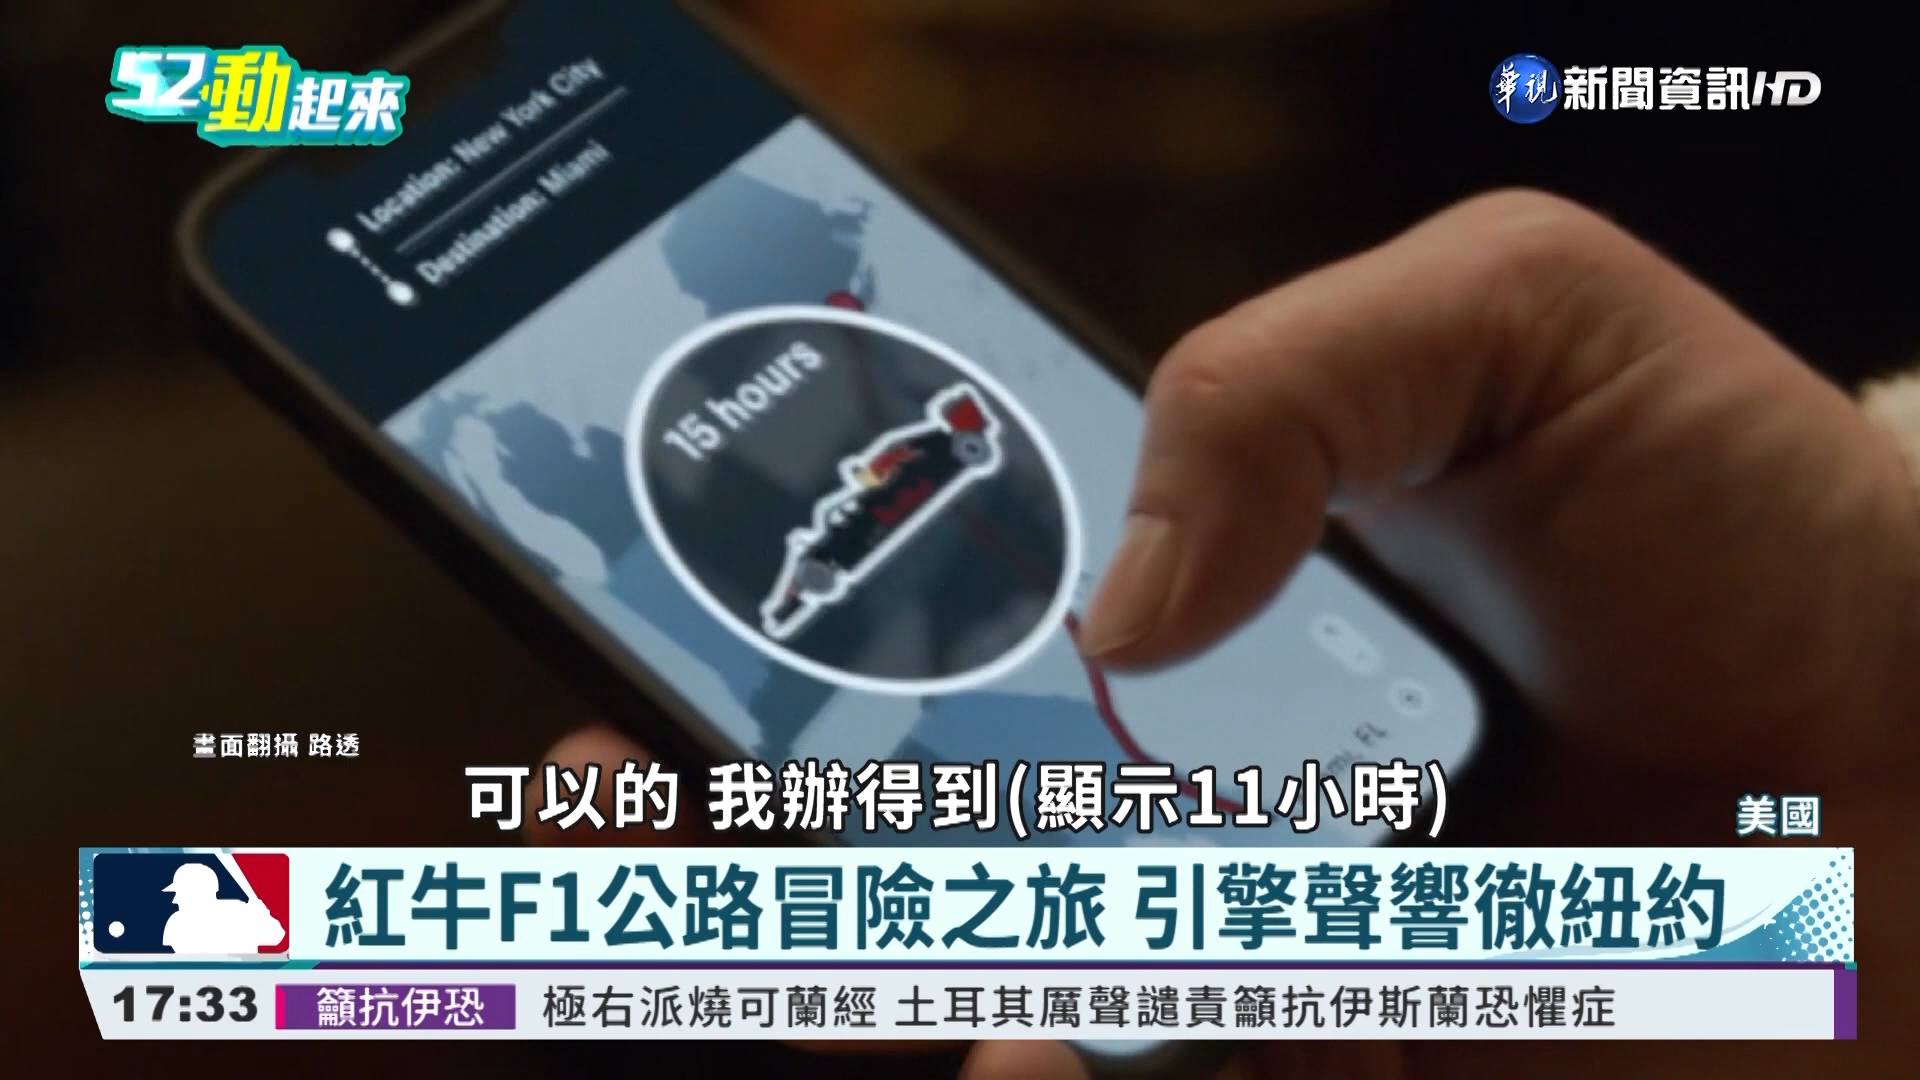 52動起來
華視 新聞資訊HD
Location: New York City
Destination: Miami
15 hours
畫面翻攝 路透
可以的 我辦得到(顯示11小時)
美國
紅牛F1公路冒險之旅 引擎聲響徹紐約
17:33 籲抗伊恐 極右派燒可蘭經 土耳其厲聲譴責籲抗伊斯蘭恐懼症